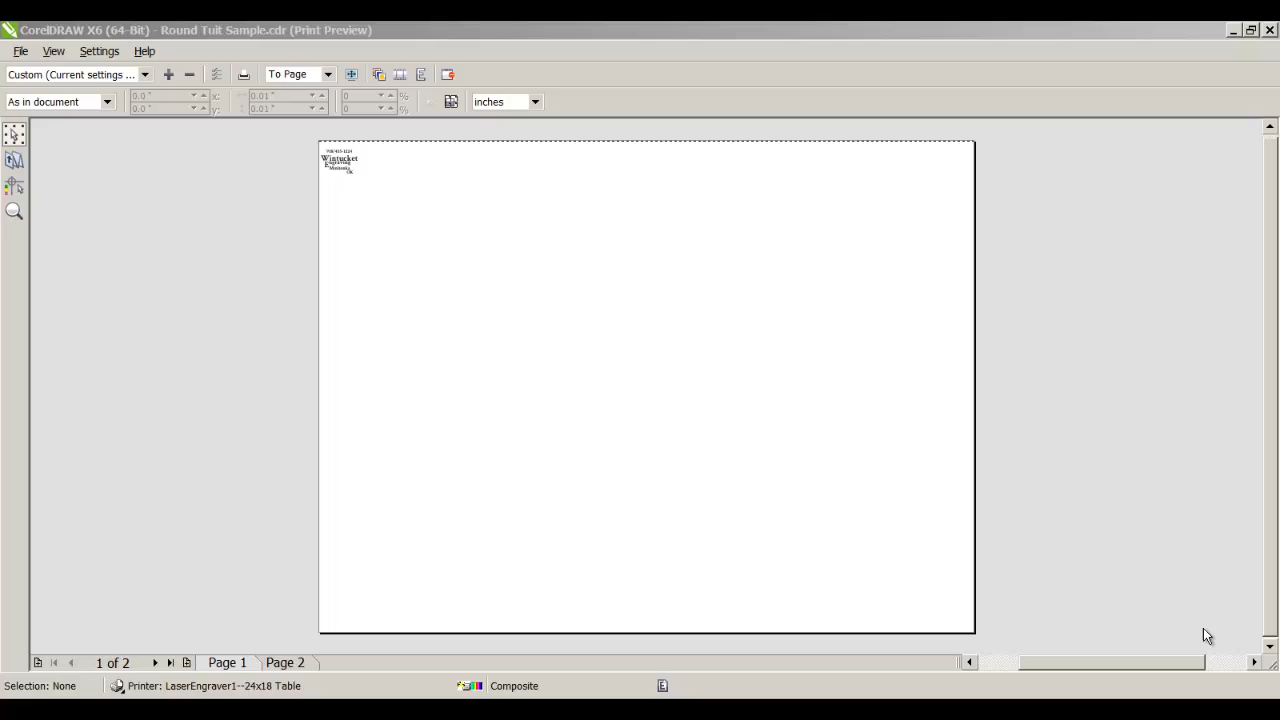 CorelDRAW X6 (64-Bit) - Round Tuit Sample.cdr (Print Preview)
File View Settings Help
Custom (Current settings ... To Page
As in document 0.0 " x: 0.01 " 0 % inches
0.0 " y: 0.01 " 0 %
Wintucket
Engraving
OK
1 of 2 Page 1 Page 2
Selection: None Printer: LaserEngraver1--24x18 Table Composite